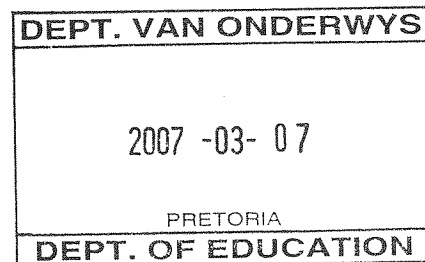 DEPT. VAN ONDERWYS
2007 -03- 07
PRETORIA
DEPT. OF EDUCATION